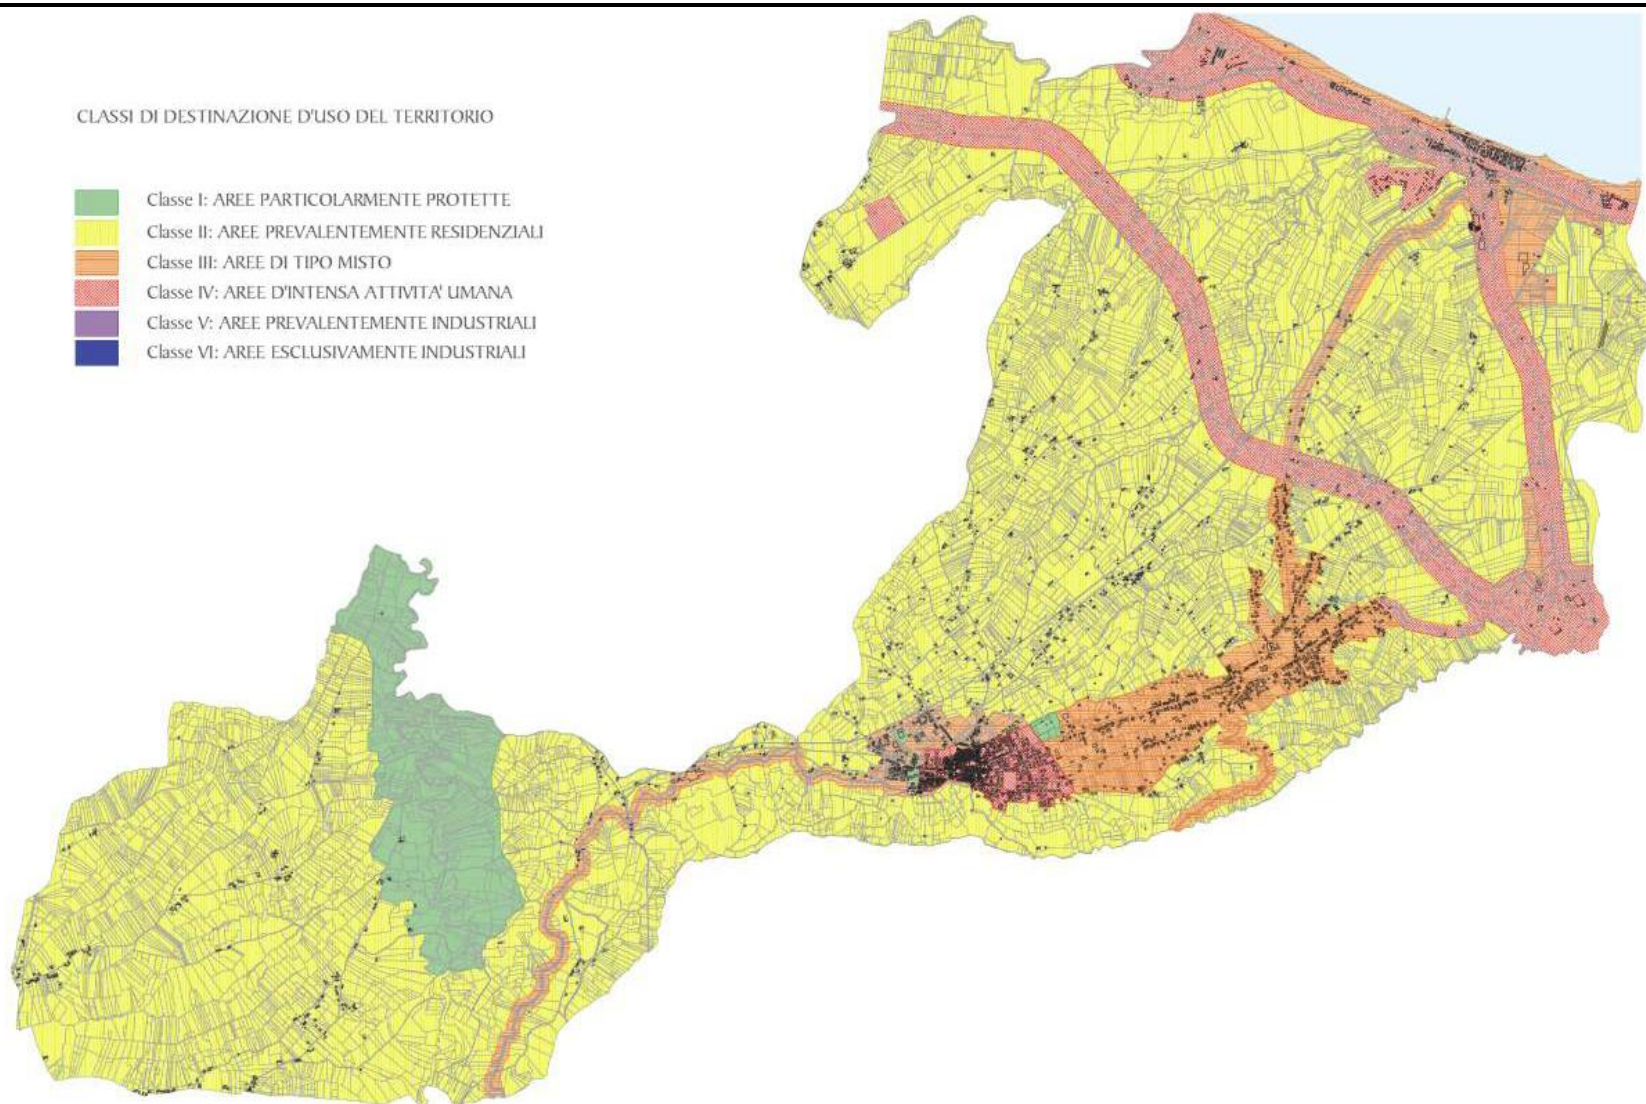 CLASSI DI DESTINAZIONE D'USO DEL TERRITORIO
Classe I: AREE PARTICOLARMENTE PROTETTE
Classe II: AREE PREVALENTEMENTE RESIDENZIALI
Classe III: AREE DI TIPO MISTO
Classe IV: AREE D'INTENSA ATTIVITA' UMANA
Classe V: AREE PREVALENTEMENTE INDUSTRIALI
Classe VI: AREE ESCLUSIVAMENTE INDUSTRIALI